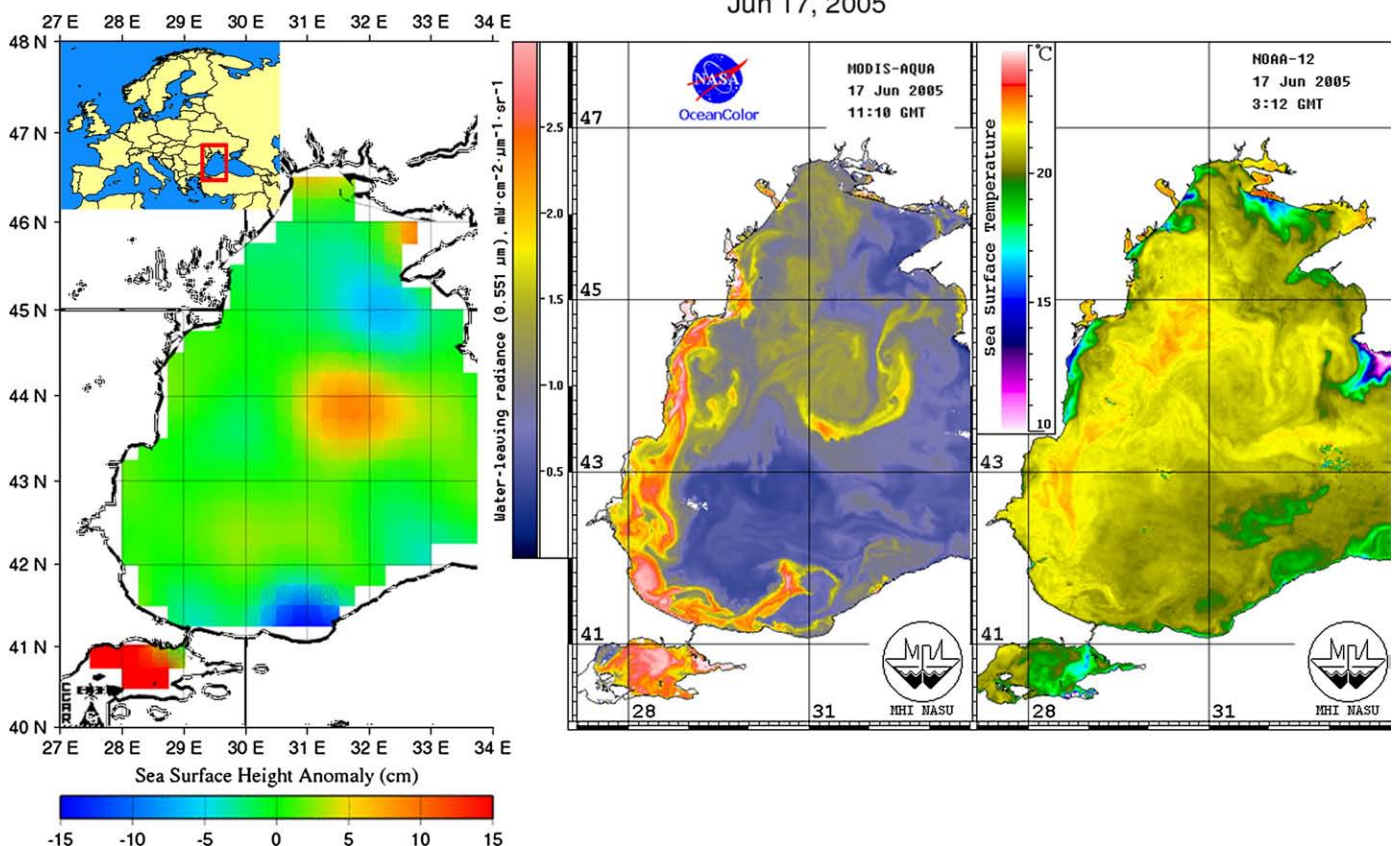 Jun 17, 2005
27 E 28 E 29 E 30 E 31 E 32 E 33 E 34 E
48 N
47 N
46 N
45 N
44 N
43 N
42 N
41 N
40 N
27 E 28 E 29 E 30 E 31 E 32 E 33 E 34 E
Sea Surface Height Anomaly (cm)
-15 -10 -5 0 5 10 15
Water-leaving radiance (0.551 µm), mW·cm-2·µm-1·sr-1
2.5
2.0
1.5
1.0
0.5
NASA
OceanColor
MODIS-AQUA
17 Jun 2005
11:10 GMT
47
45
43
41
28 31
MHI NASU
°C
Sea Surface Temperature
20
15
10
NOAA-12
17 Jun 2005
3:12 GMT
43
41
28 31
MHI NASU